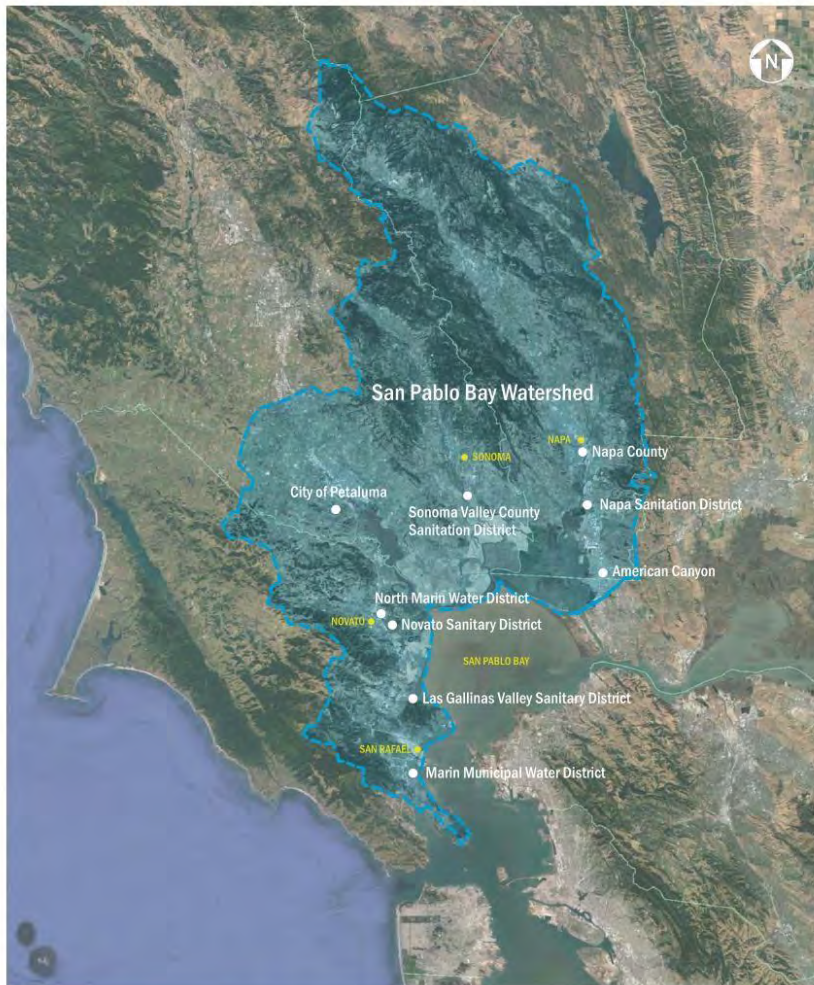 N
San Pablo Bay Watershed
NAPA
Napa County
SONOMA
City of Petaluma
Sonoma Valley County
Sanitation District
Napa Sanitation District
American Canyon
North Marin Water District
NOVATO
Novato Sanitary District
SAN PABLO BAY
Las Gallinas Valley Sanitary District
SAN RAFAEL
Marin Municipal Water District